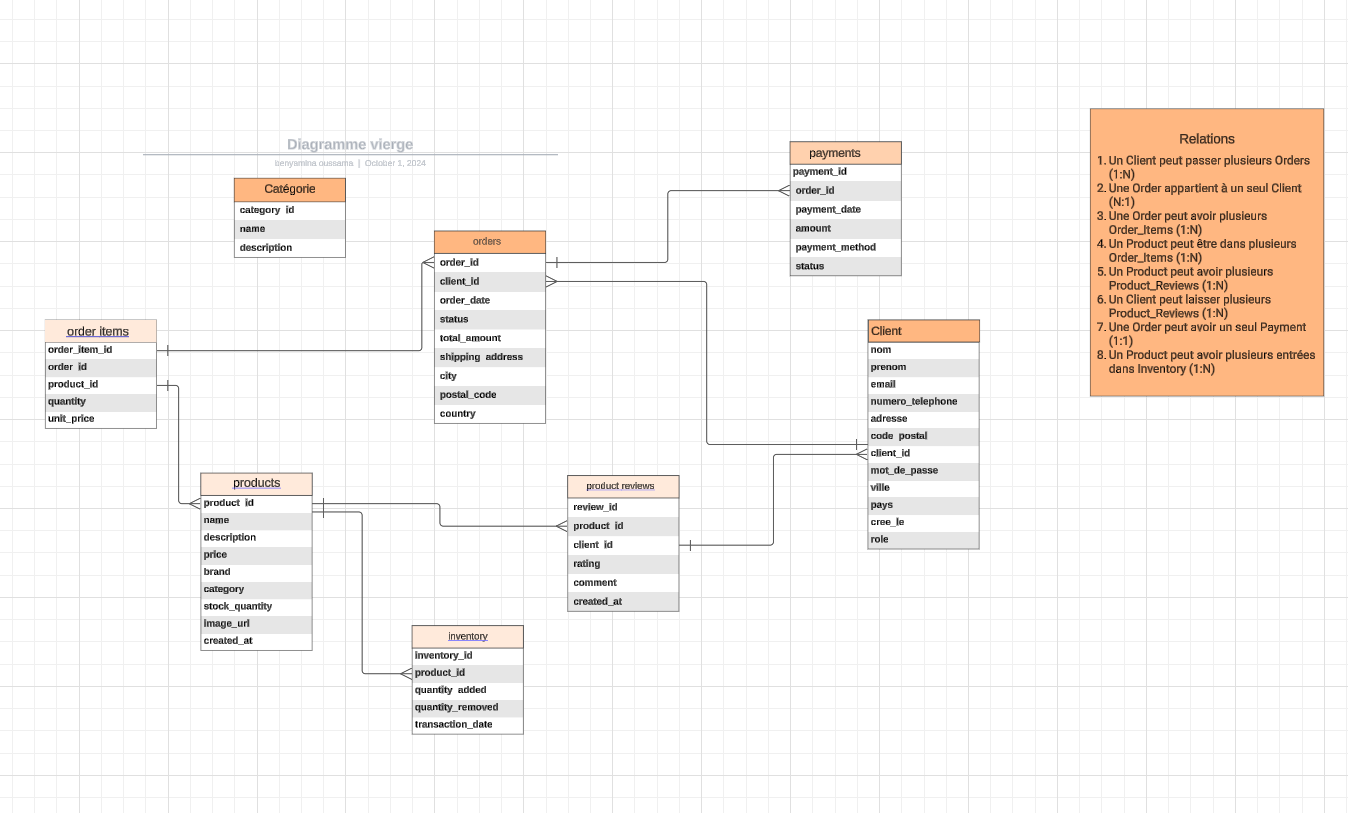 Diagramme vierge
benyamina oussama | October 1, 2024
Catégorie
category_id
name
description
orders
order_id
client_id
order_date
status
total_amount
shipping_address
city
postal_code
country
payments
payment_id
order_id
payment_date
amount
payment_method
status
Relations
1. Un Client peut passer plusieurs Orders
(1:N)
2. Une Order appartient à un seul Client
(N:1)
3. Une Order peut avoir plusieurs
Order_Items (1:N)
4. Un Product peut être dans plusieurs
Order_Items (1:N)
5. Un Product peut avoir plusieurs
Product_Reviews (1:N)
6. Un Client peut laisser plusieurs
Product_Reviews (1:N)
7. Une Order peut avoir un seul Payment
(1:1)
8. Un Product peut avoir plusieurs entrées
dans Inventory (1:N)
order items
order_item_id
order_id
product_id
quantity
unit_price
Client
nom
prenom
email
numero_telephone
adresse
code_postal
client_id
mot_de_passe
ville
pays
cree_le
role
products
product_id
name
description
price
brand
category
stock_quantity
image_url
created_at
product reviews
review_id
product_id
client_id
rating
comment
created_at
inventory
inventory_id
product_id
quantity_added
quantity_removed
transaction_date